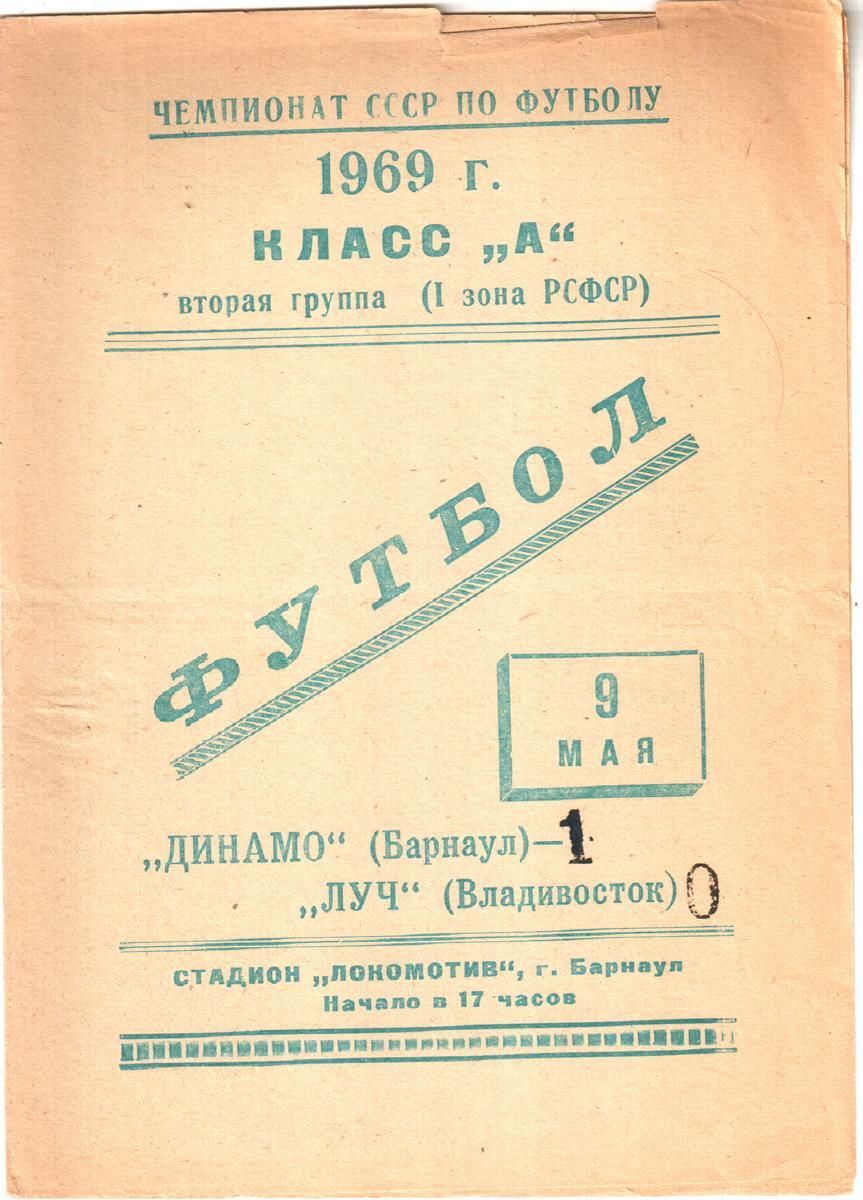 ЧЕМПИОНАТ СССР ПО ФУТБОЛУ
1969 г.
КЛАСС „А“
вторая группа (I зона РСФСР)
ФУТБОЛ
9
МАЯ
„ДИНАМО“ (Барнаул)—1
„ЛУЧ“ (Владивосток) 0
СТАДИОН „ЛОКОМОТИВ“, г. Барнаул
Начало в 17 часов